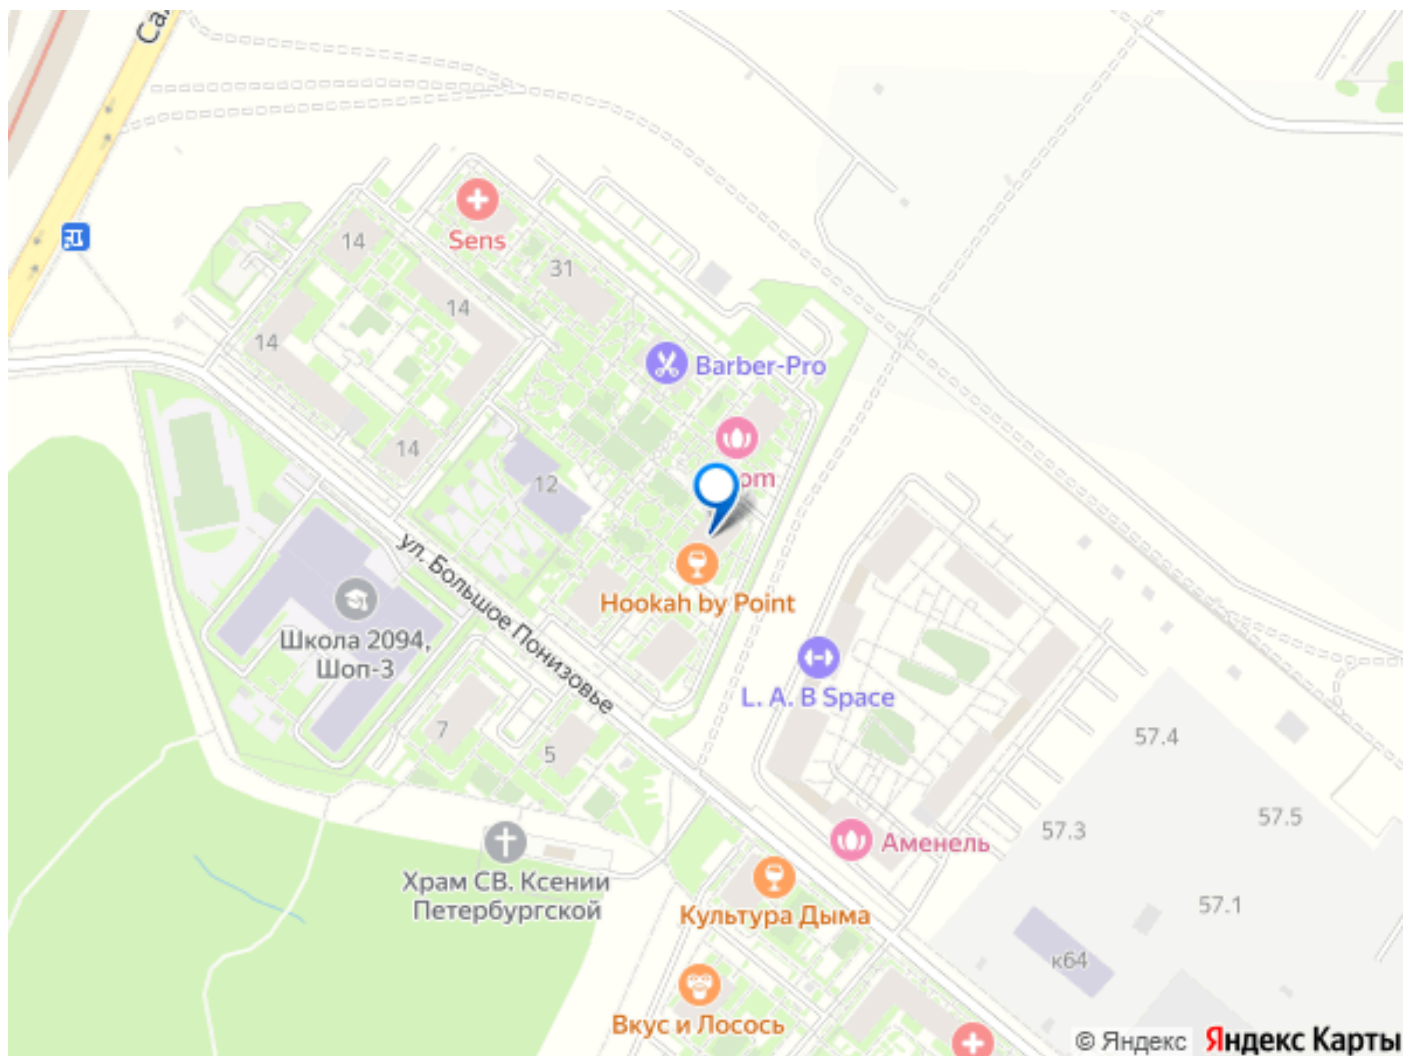 Са
14
Sens
31
14
14
Barber-Pro
14
12
om
ул. Большое Понизовье
Hookah by Point
Школа 2094,
Шоп-3
L. A. B Space
7
5
57.4
57.5
57.3
Аменель
Храм СВ. Ксении
Петербургской
Культура Дыма
57.1
к64
Вкус и Лосось
© Яндекс Яндекс Карты